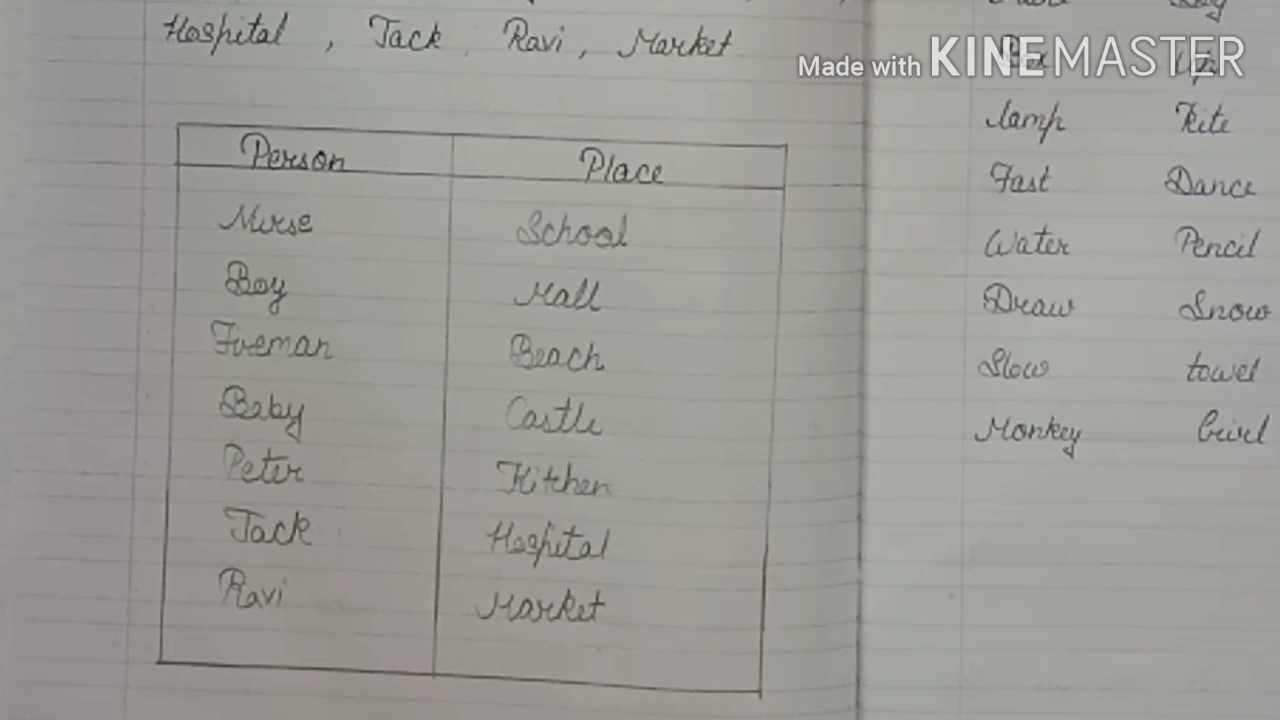 Hospital , Jack Ravi , Market
Person Place
Nurse School
Boy Mall
Fireman Beach
Baby Castle
Peter Kitchen
Jack Hospital
Ravi Market
Made with KINEMASTER
lamp Kite
Fast Dance
Water Pencil
Draw Snow
Slow towel
Monkey Girl